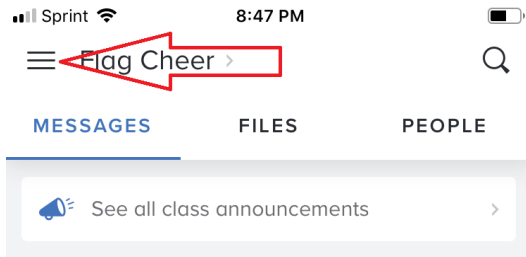 Sprint 8:47 PM
Flag Cheer
MESSAGES FILES PEOPLE
See all class announcements